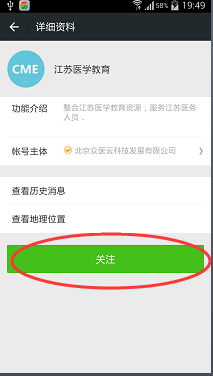 58% 19:49
详细资料
CME 江苏医学教育
功能介绍 整合江苏医学教育资源，服务江苏医务
人员．
帐号主体 北京众医云科技发展有限公司
查看历史消息
查看地理位置
关注